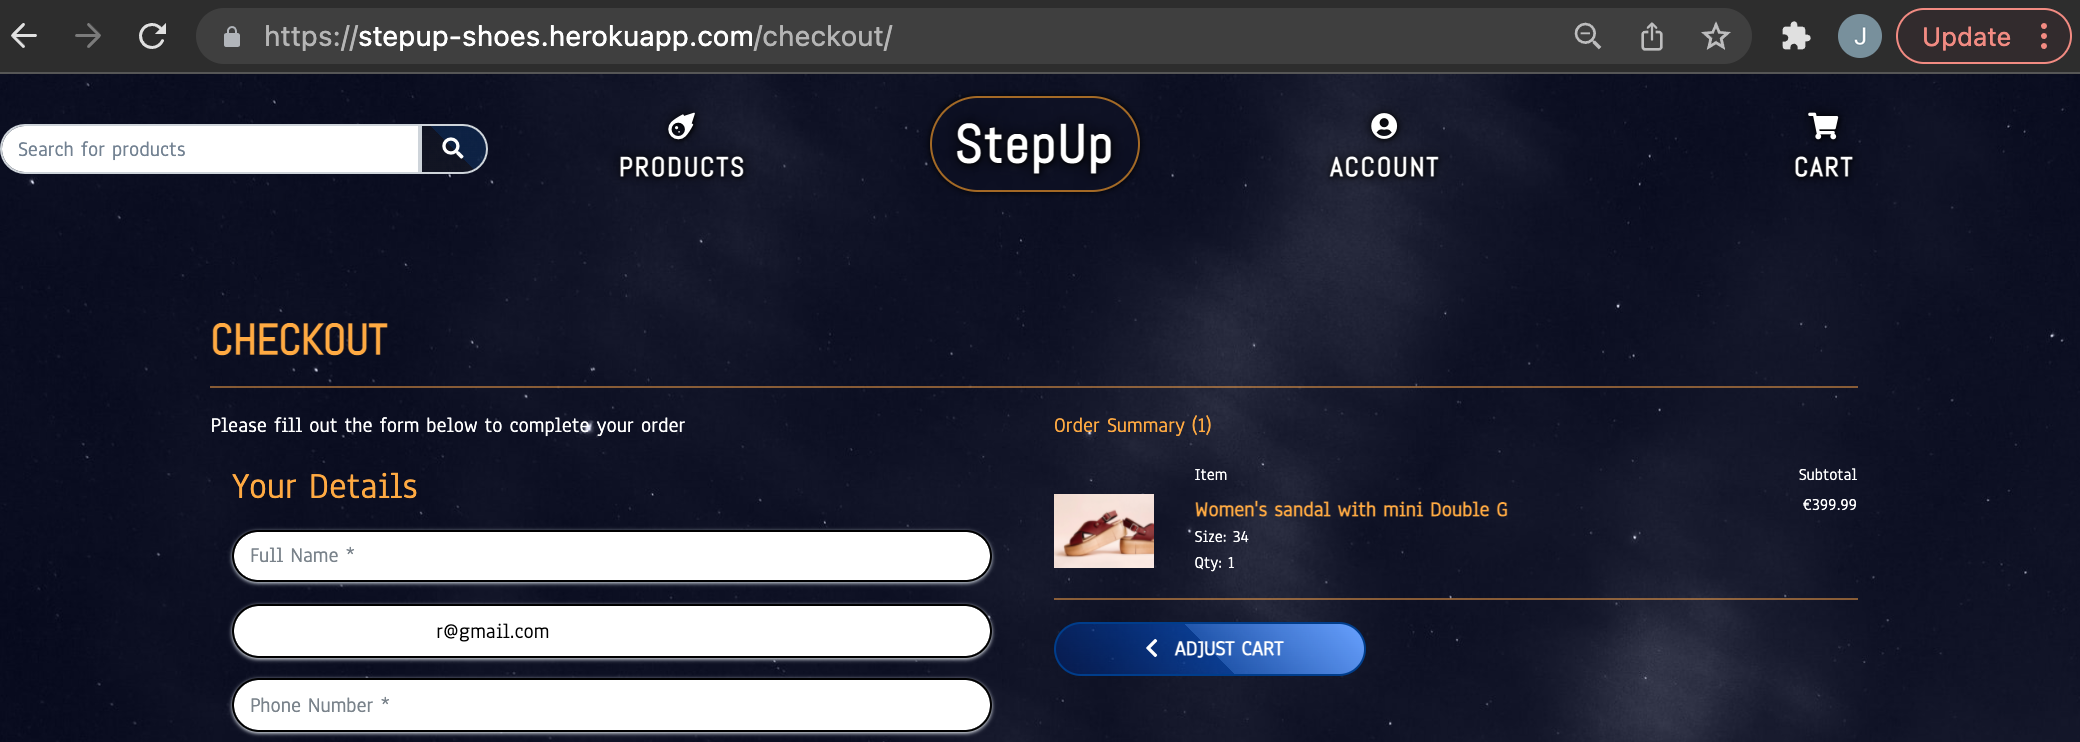 https://stepup-shoes.herokuapp.com/checkout/
J
Update
Search for products
PRODUCTS
StepUp
ACCOUNT
CART
CHECKOUT
Please fill out the form below to complete your order
Your Details
Full Name *
r@gmail.com
Phone Number *
Order Summary (1)
Item Subtotal
Women's sandal with mini Double G €399.99
Size: 34
Qty: 1
ADJUST CART